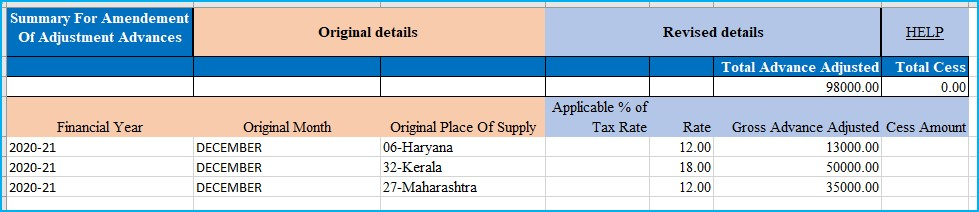 Summary For Amendement Of Adjustment Advances Original details Revised details HELP
Total Advance Adjusted Total Cess
98000.00 0.00
Financial Year Original Month Original Place Of Supply Applicable % of Tax Rate Rate Gross Advance Adjusted Cess Amount
2020-21 DECEMBER 06-Haryana 12.00 13000.00
2020-21 DECEMBER 32-Kerala 18.00 50000.00
2020-21 DECEMBER 27-Maharashtra 12.00 35000.00